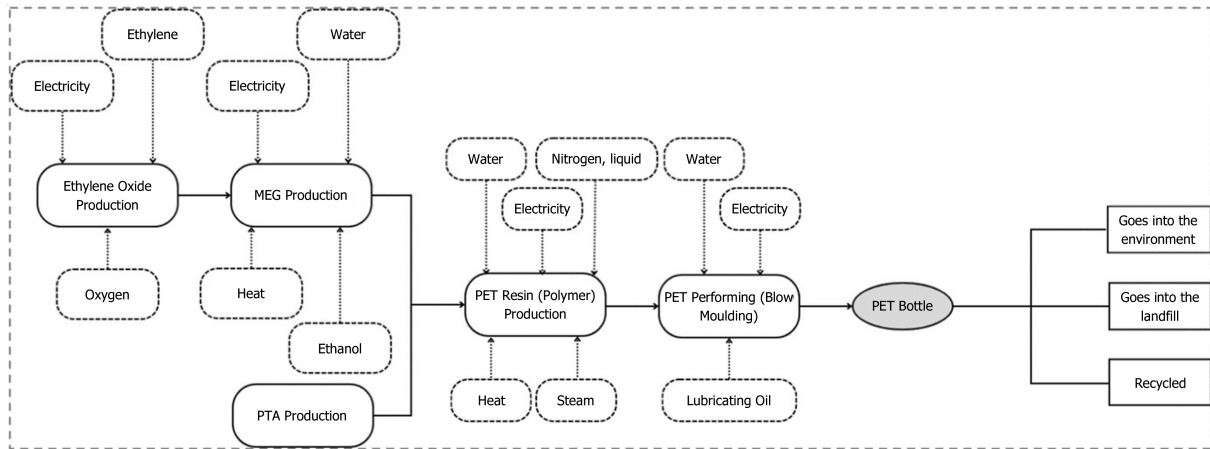 Ethylene
Water
Electricity
Electricity
Ethylene Oxide
Production
MEG Production
Oxygen
Heat
Ethanol
PTA Production
Water
Nitrogen, liquid
Electricity
PET Resin (Polymer)
Production
Heat
Steam
Water
Electricity
PET Performing (Blow
Moulding)
Lubricating Oil
PET Bottle
Goes into the
environment
Goes into the
landfill
Recycled